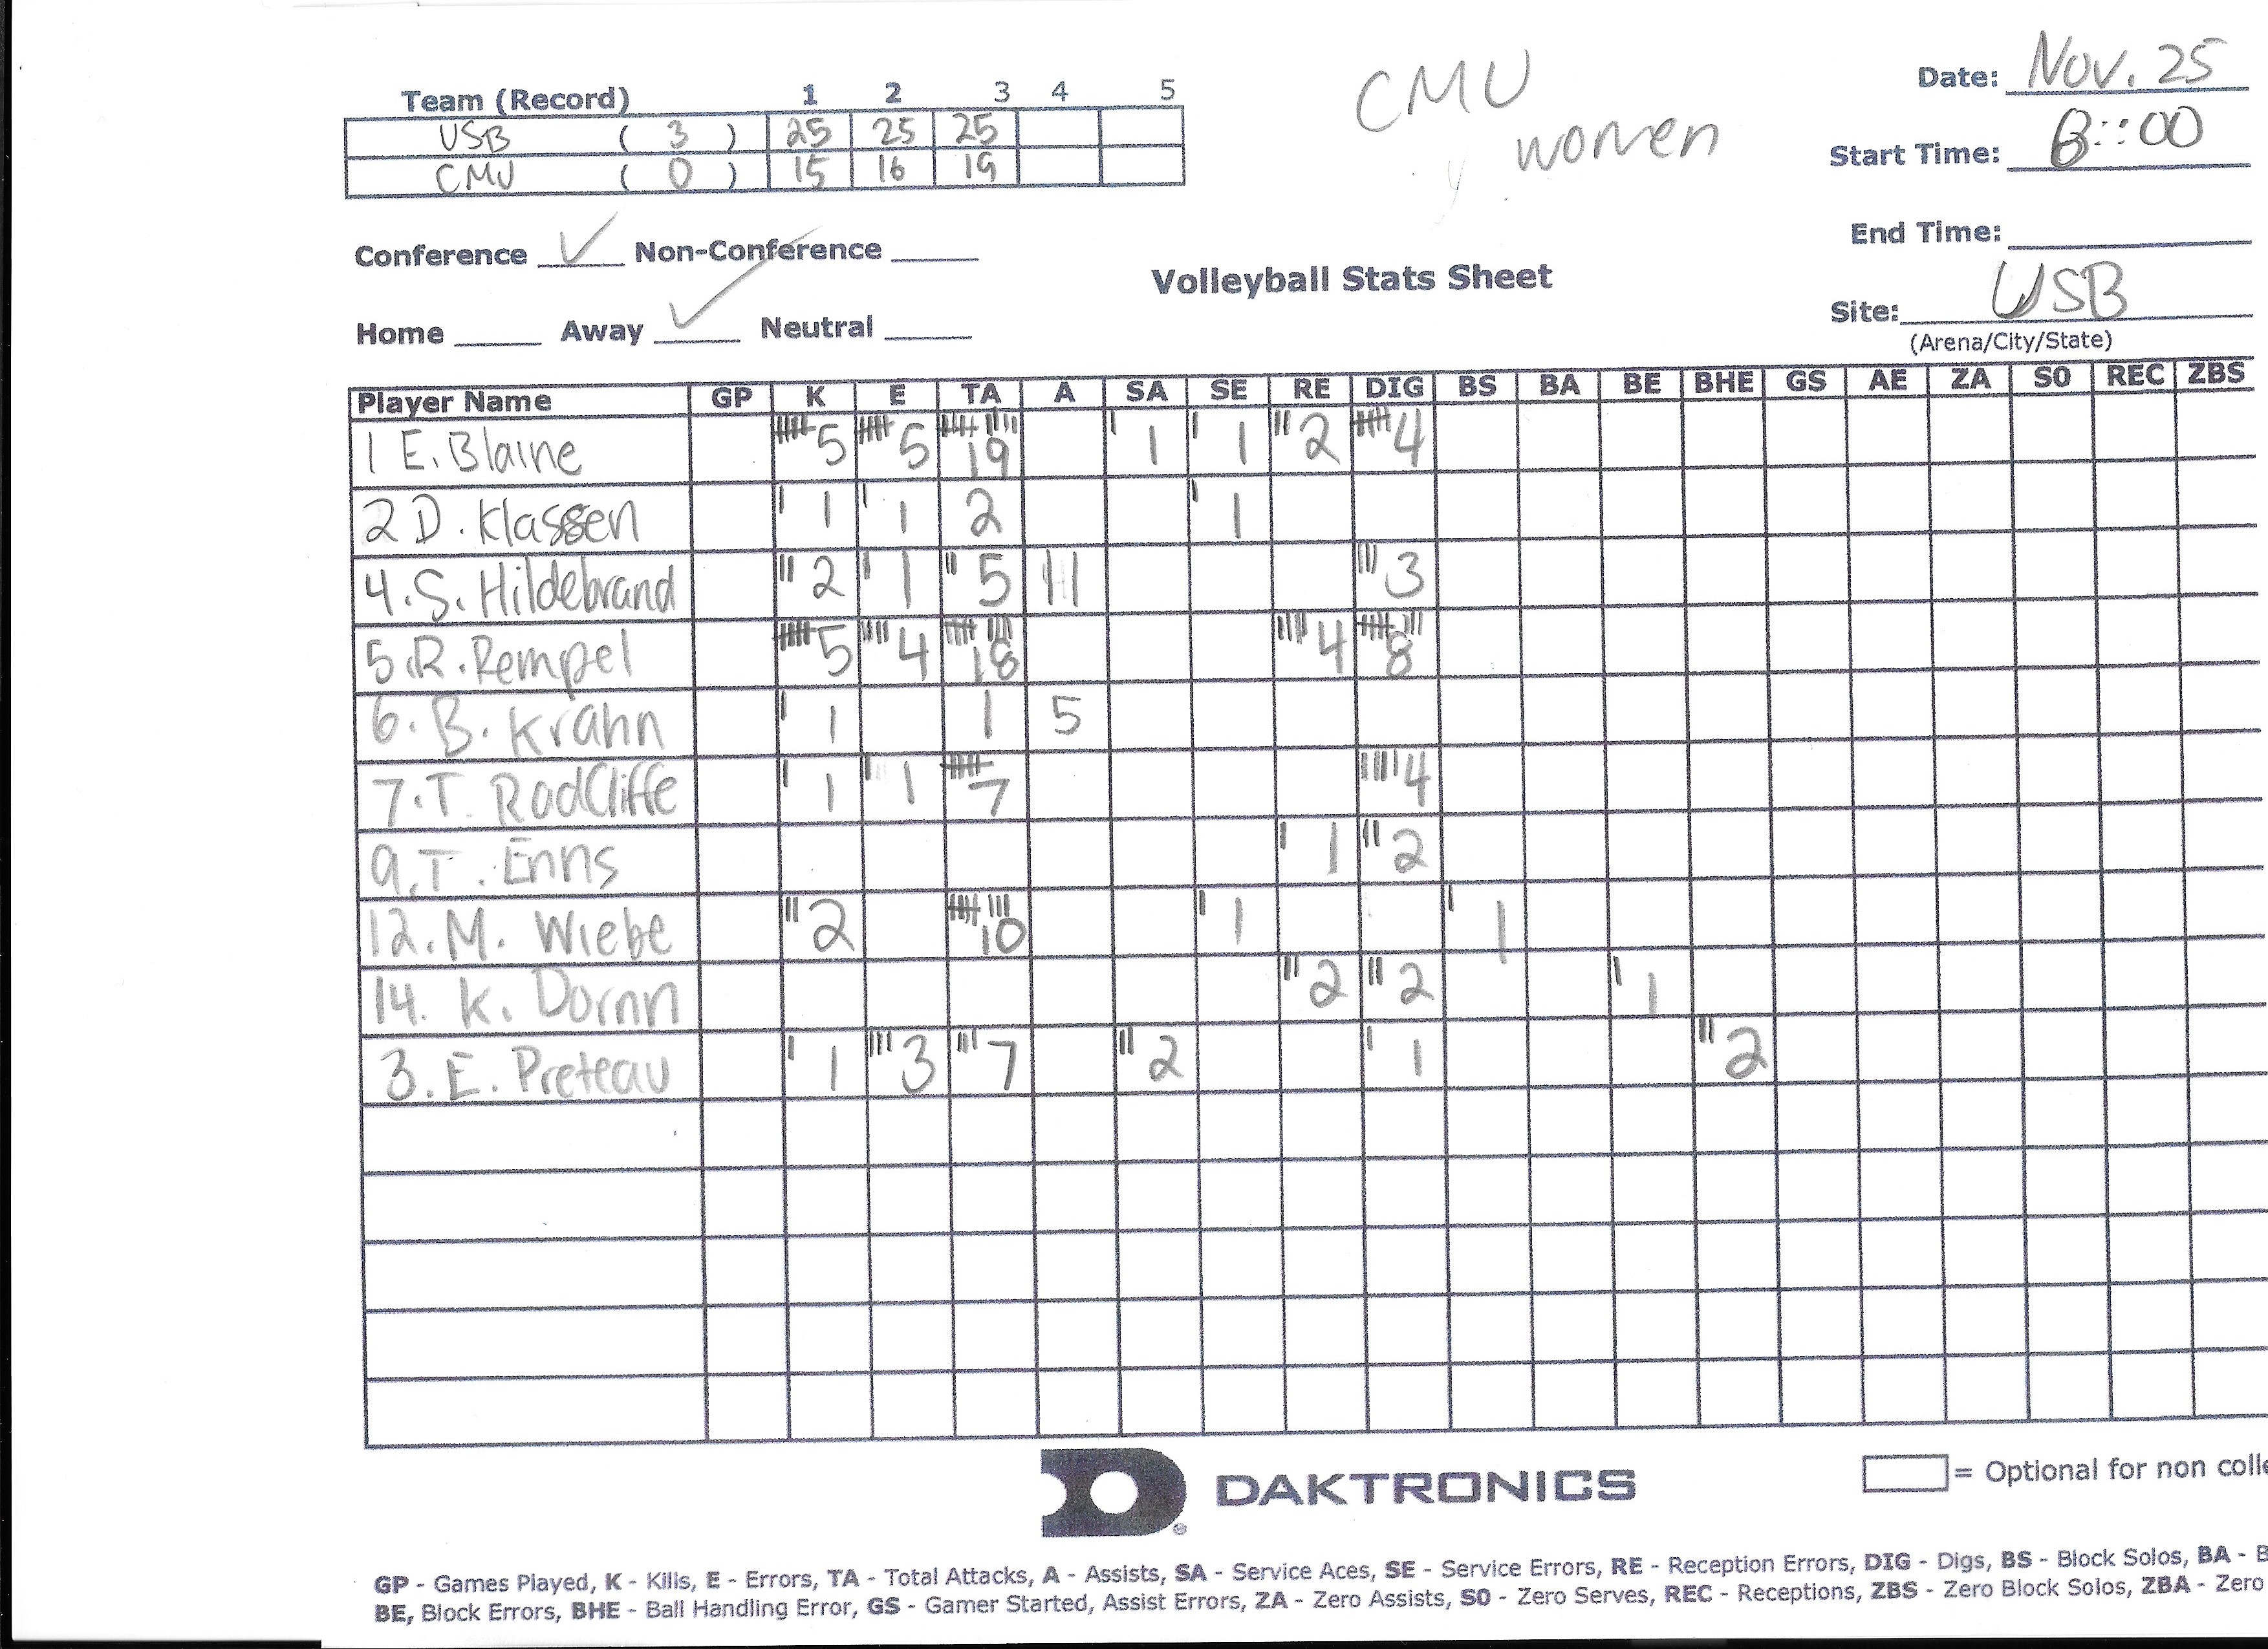 Team (Record) 1 2 3 4 5
USB ( 3 ) 25 25 25
CMU ( 0 ) 15 16 19
CMU
women
Date: Nov. 25
Start Time: 8::00
Conference ✓ Non-Conference
End Time:
Volleyball Stats Sheet
Site: USB
(Arena/City/State)
Home Away ✓ Neutral
Player Name GP K E TA A SA SE RE DIG BS BA BE BHE GS AE ZA S0 REC ZBS
1 E. Blaine 5 5 19 1 1 2 4
2 D. Klassen 1 1 2 1
4. S. Hildebrand 2 1 5 11 3
5. R. Rempel 5 4 18 4 8
6. B. Krahn 1 1 5
7. T. RadCliffe 1 1 7 4
9. T. Enns 1 2
12. M. Wiebe 2 10 1 1
14. K. Dornn 2 2 1
3. E. Preteau 1 3 7 2 1 2
DAKTRONICS
= Optional for non colle
GP - Games Played, K - Kills, E - Errors, TA - Total Attacks, A - Assists, SA - Service Aces, SE - Service Errors, RE - Reception Errors, DIG - Digs, BS - Block Solos, BA - B
BE, Block Errors, BHE - Ball Handling Error, GS - Gamer Started, Assist Errors, ZA - Zero Assists, S0 - Zero Serves, REC - Receptions, ZBS - Zero Block Solos, ZBA - Zero